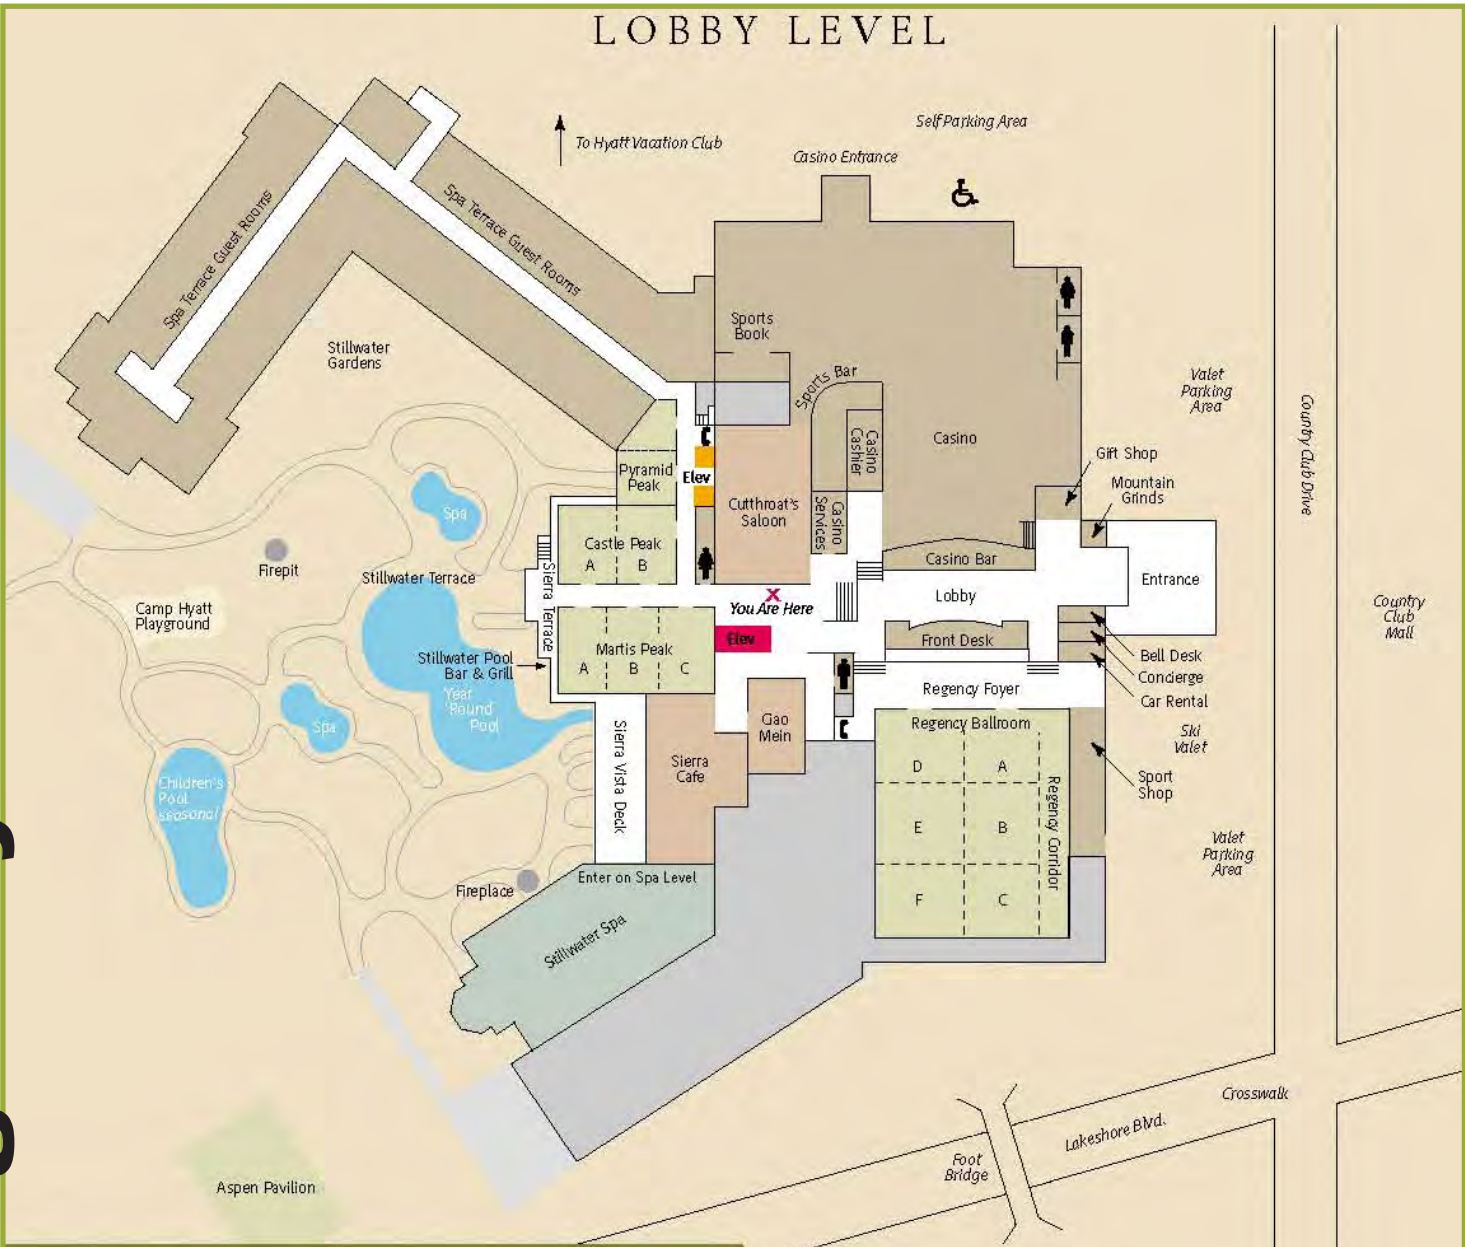 LOBBY LEVEL
Self Parking Area
To Hyatt Vacation Club
Casino Entrance
Spa Terrace Guest Rooms
Spa Terrace Guest Rooms
Sports
Book
Stillwater
Gardens
Sports Bar
Valet
Parking
Area
Country Club Drive
Casino
Casino
Cashier
Gift Shop
Mountain
Grinds
Pyramid
Peak
Elev
Cutthroat's
Saloon
Casino
Services
Spa
Castle Peak
A
B
Casino Bar
Firepit
Stillwater Terrace
Sierra Terrace
Entrance
Lobby
You Are Here
Camp Hyatt
Playground
Country
Club
Mall
Elev
Front Desk
Martis Peak
A
B
C
Stillwater Pool
Bar & Grill
Bell Desk
Concierge
Car Rental
Year
'Round
Pool
Regency Foyer
Spa
Gao
Mein
Regency Ballroom
Ski
Valet
Sierra Vista Deck
Sierra
Cafe
D
A
Regency Corridor
Sport
Shop
Children's
Pool
seasonal
E
B
Valet
Parking
Area
Enter on Spa Level
Fireplace
F
C
Stillwater Spa
Crosswalk
Lakeshore Blvd.
Foot
Bridge
Aspen Pavilion